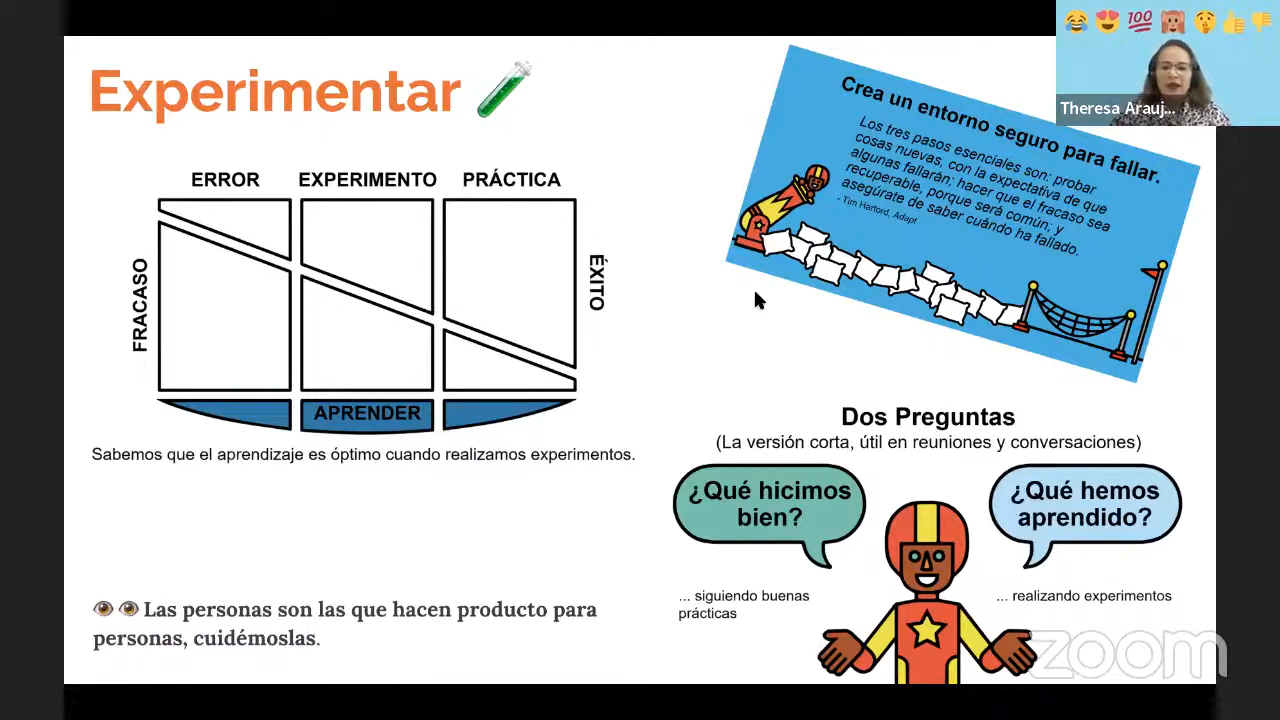 Experimentar
ERROR
EXPERIMENTO
PRÁCTICA
FRACASO
ÉXITO
APRENDER
Sabemos que el aprendizaje es óptimo cuando realizamos experimentos.
👁️👁️ Las personas son las que hacen producto para
personas, cuidémoslas.
Crea un entorno seguro para fallar.
Los tres pasos esenciales son: probar
cosas nuevas, con la expectativa de que
algunas fallarán; hacer que el fracaso sea
recuperable, porque será común; y
asegúrate de saber cuándo ha fallado.
- Tim Harford, Adapt
Dos Preguntas
(La versión corta, útil en reuniones y conversaciones)
¿Qué hicimos
bien?
¿Qué hemos
aprendido?
... siguiendo buenas
prácticas
... realizando experimentos
💯
Theresa Arauj...
zoom